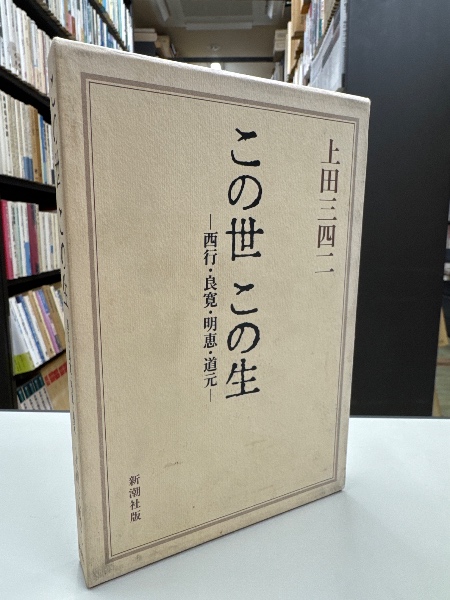 上田三四二
この世 この生
―西行・良寛・明恵・道元―
新潮社版